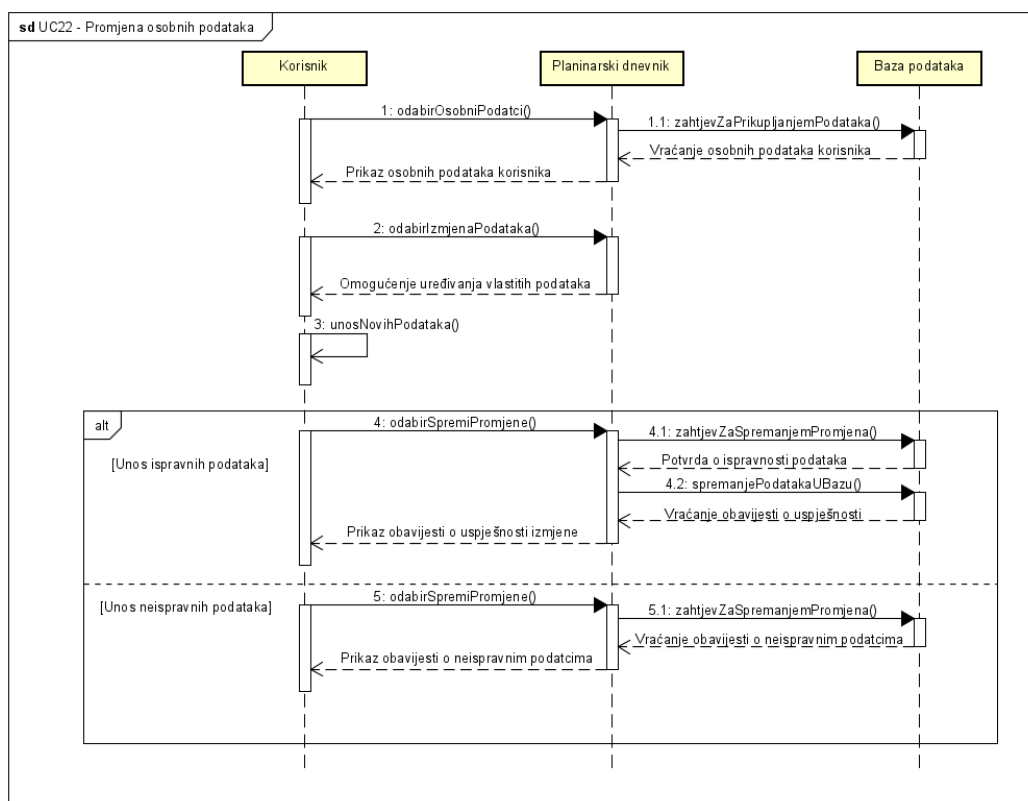 sd UC22 - Promjena osobnih podataka
Korisnik
Planinarski dnevnik
Baza podataka
1: odabirOsobniPodatci()
1.1: zahtjevZaPrikupljanjemPodataka()
Vraćanje osobnih podataka korisnika
Prikaz osobnih podataka korisnika
2: odabirIzmjenaPodataka()
Omogućenje uređivanja vlastitih podataka
3: unosNovihPodataka()
alt
4: odabirSpremiPromjene()
4.1: zahtjevZaSpremanjemPromjena()
[Unos ispravnih podataka]
Potvrda o ispravnosti podataka
4.2: spremanjePodatakaUBazu()
Vraćanje obavijesti o uspješnosti
Prikaz obavijesti o uspješnosti izmjene
[Unos neispravnih podataka]
5: odabirSpremiPromjene()
5.1: zahtjevZaSpremanjemPromjena()
Vraćanje obavijesti o neispravnim podatcima
Prikaz obavijesti o neispravnim podatcima